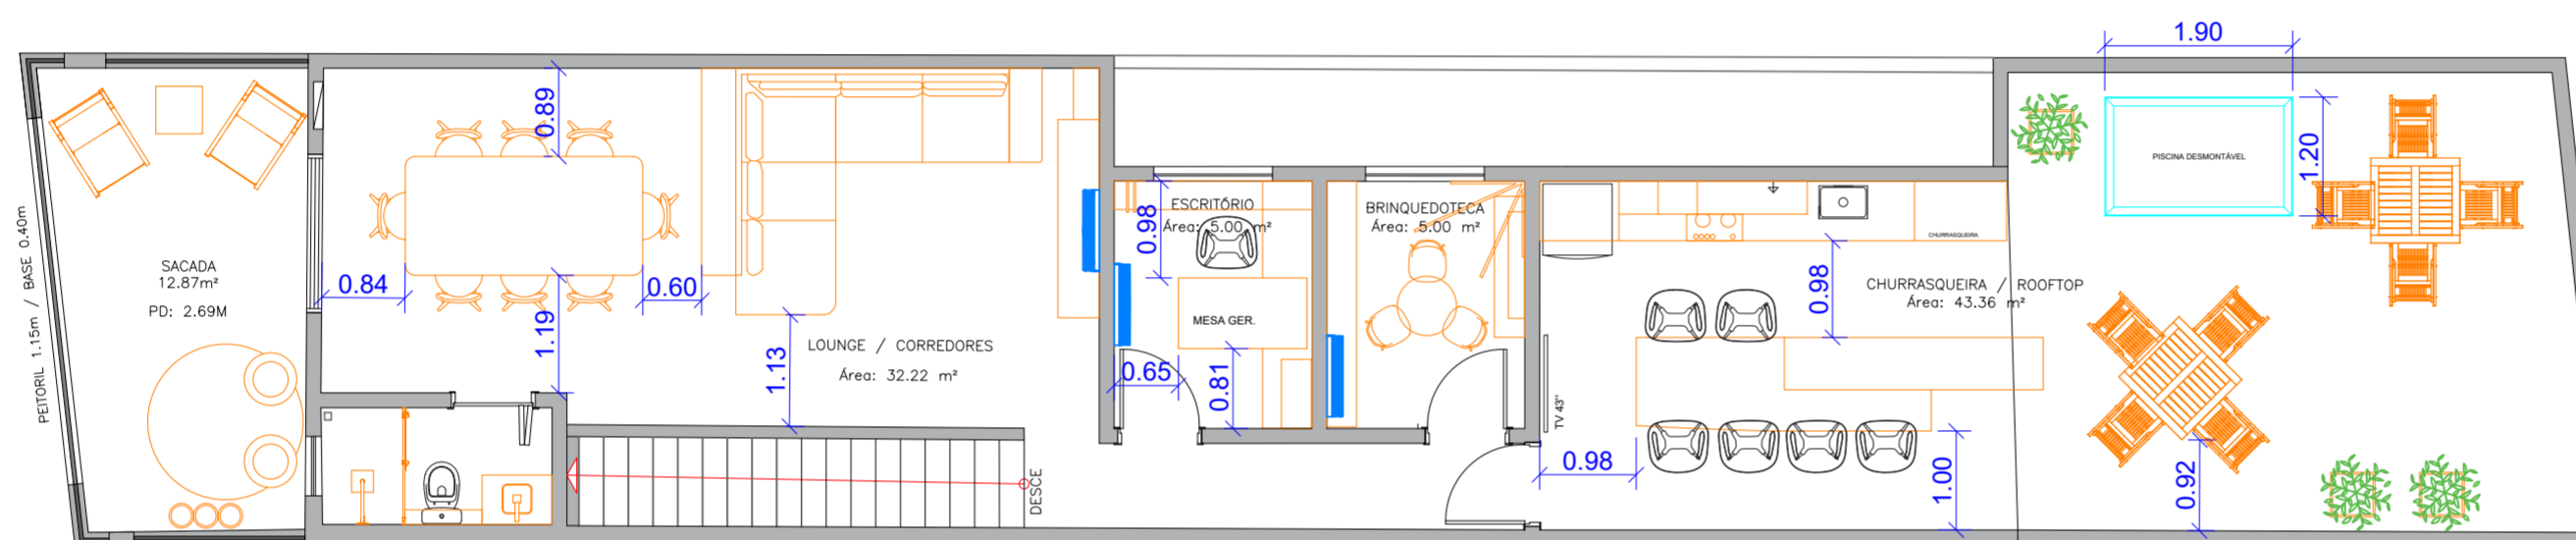 PEITORIL 1.15m / BASE 0.40m
SACADA
12.87m²
PD: 2.69M
0.89
0.84
0.60
1.19
1.13
LOUNGE / CORREDORES
Área: 32.22 m²
DESCE
ESCRITÓRIO
Área: 5.00 m²
0.98
MESA GER.
0.65
0.81
BRINQUEDOTECA
Área: 5.00 m²
CHURRASQUEIRA
0.98
CHURRASQUEIRA / ROOFTOP
Área: 43.36 m²
TV 43"
0.98
1.00
1.90
PISCINA DESMONTÁVEL
1.20
0.92